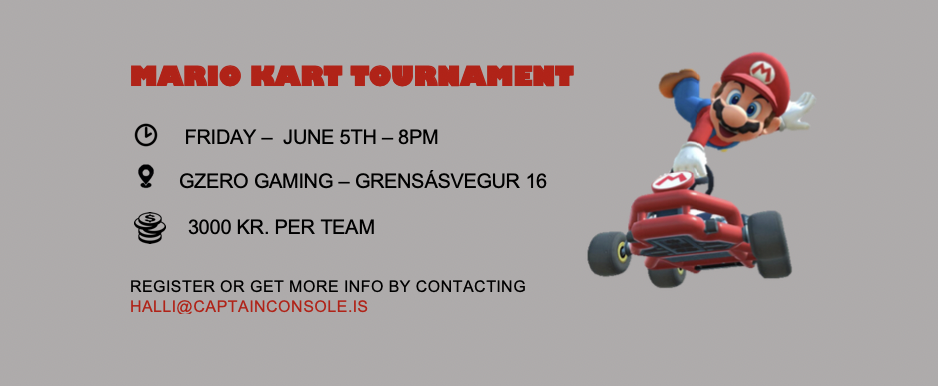 MARIO KART TOURNAMENT
FRIDAY – JUNE 5TH – 8PM
GZERO GAMING – GRENSÁSVEGUR 16
3000 KR. PER TEAM
REGISTER OR GET MORE INFO BY CONTACTING
HALLI@CAPTAINCONSOLE.IS
M
M
$